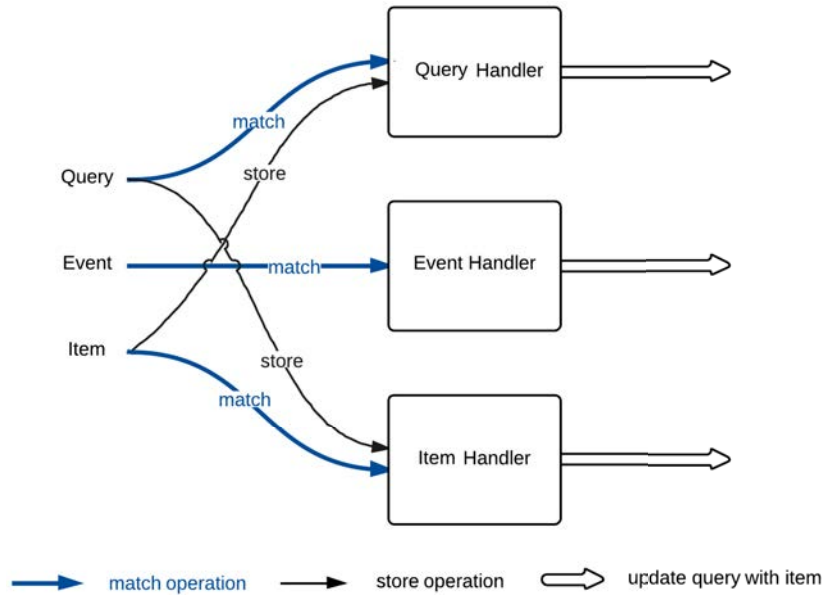 Query Handler
match
store
Query
Event
match
Event Handler
Item
store
match
Item Handler
match operation
store operation
update query with item